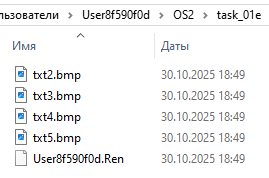 льзователи > User8f590f0d > OS2 > task_01e
Имя Даты
txt2.bmp 30.10.2025 18:49
txt3.bmp 30.10.2025 18:49
txt4.bmp 30.10.2025 18:49
txt5.bmp 30.10.2025 18:49
User8f590f0d.Ren 30.10.2025 18:49